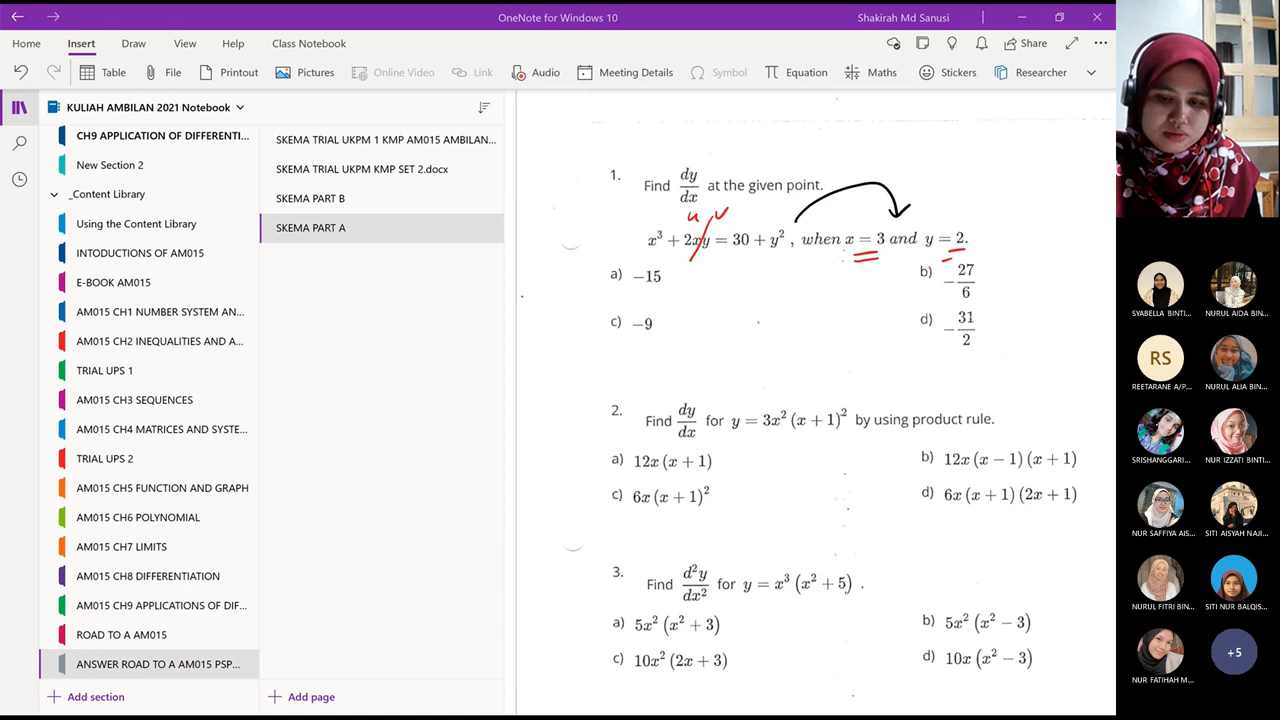 OneNote for Windows 10
Shakirah Md Sanusi
Home Insert Draw View Help Class Notebook
Share
Table File Printout Pictures Online Video Link Audio Meeting Details Symbol Equation Maths Stickers Researcher
KULIAH AMBILAN 2021 Notebook
CH9 APPLICATION OF DIFFERENTI...
New Section 2
_Content Library
Using the Content Library
INTODUCTIONS OF AM015
E-BOOK AM015
AM015 CH1 NUMBER SYSTEM AN...
AM015 CH2 INEQUALITIES AND A...
TRIAL UPS 1
AM015 CH3 SEQUENCES
AM015 CH4 MATRICES AND SYSTE...
TRIAL UPS 2
AM015 CH5 FUNCTION AND GRAPH
AM015 CH6 POLYNOMIAL
AM015 CH7 LIMITS
AM015 CH8 DIFFERENTIATION
AM015 CH9 APPLICATIONS OF DIF...
ROAD TO A AM015
ANSWER ROAD TO A AM015 PSP...
Add section
SKEMA TRIAL UKPM 1 KMP AM015 AMBILAN...
SKEMA TRIAL UKPM KMP SET 2.docx
SKEMA PART B
SKEMA PART A
Add page
1. Find dy/dx at the given point.
u v
x³ + 2xy = 30 + y² , when x = 3 and y = 2.
a) −15 b) −27/6
c) −9 d) −31/2
2. Find dy/dx for y = 3x² (x + 1)² by using product rule.
a) 12x (x + 1) b) 12x (x − 1) (x + 1)
c) 6x (x + 1)² d) 6x (x + 1) (2x + 1)
3. Find d²y/dx² for y = x³ (x² + 5) .
a) 5x² (x² + 3) b) 5x² (x² − 3)
c) 10x² (2x + 3) d) 10x (x² − 3)
SYABELLA BINTI... NURUL AIDA BIN...
RS
REETARANE A/P... NURUL ALIA BIN...
SRISHANGGARI... NUR IZZATI BINTI...
NUR SAFFIYA AIS... SITI AISYAH NAJI...
NURUL FITRI BIN... SITI NUR BALQIS...
+5
NUR FATIHAH M...